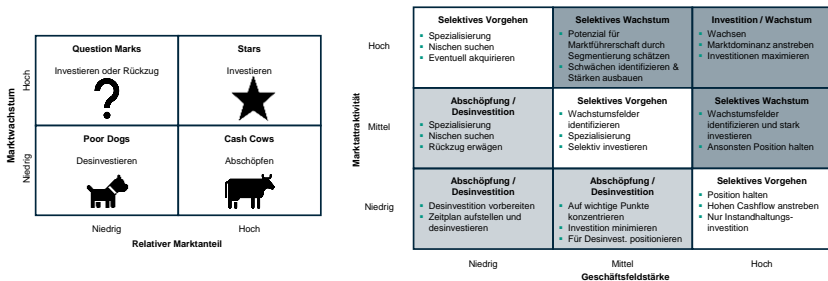 Question Marks
Investieren oder Rückzug
Stars
Investieren
Poor Dogs
Desinvestieren
Cash Cows
Abschöpfen
Marktwachstum
Hoch
Niedrig
Niedrig
Hoch
Relativer Marktanteil
Marktattraktivität
Hoch
Selektives Vorgehen
Spezialisierung
Nischen suchen
Eventuell akquirieren
Selektives Wachstum
Potenzial für
Marktführerschaft durch
Segmentierung schätzen
Schwächen identifizieren &
Stärken ausbauen
Investition / Wachstum
Wachsen
Marktdominanz anstreben
Investitionen maximieren
Mittel
Abschöpfung /
Desinvestition
Spezialisierung
Nischen suchen
Rückzug erwägen
Selektives Vorgehen
Wachstumsfelder
identifizieren
Spezialisierung
Selektiv investieren
Selektives Wachstum
Wachstumsfelder
identifizieren und stark
investieren
Ansonsten Position halten
Niedrig
Abschöpfung /
Desinvestition
Desinvestition vorbereiten
Zeitplan aufstellen und
desinvestieren
Abschöpfung /
Desinvestition
Auf wichtige Punkte
konzentrieren
Investition minimieren
Für Desinvest. positionieren
Selektives Vorgehen
Position halten
Hohen Cashflow anstreben
Nur Instandhaltungs-
investition
Niedrig
Mittel
Hoch
Geschäftsfeldstärke